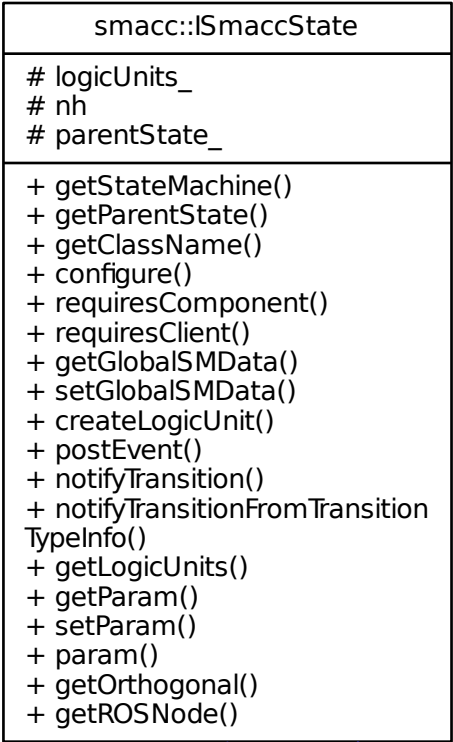 smacc::ISmaccState
# logicUnits_
# nh
# parentState_
+ getStateMachine()
+ getParentState()
+ getClassName()
+ configure()
+ requiresComponent()
+ requiresClient()
+ getGlobalSMData()
+ setGlobalSMData()
+ createLogicUnit()
+ postEvent()
+ notifyTransition()
+ notifyTransitionFromTransition
TypeInfo()
+ getLogicUnits()
+ getParam()
+ setParam()
+ param()
+ getOrthogonal()
+ getROSNode()